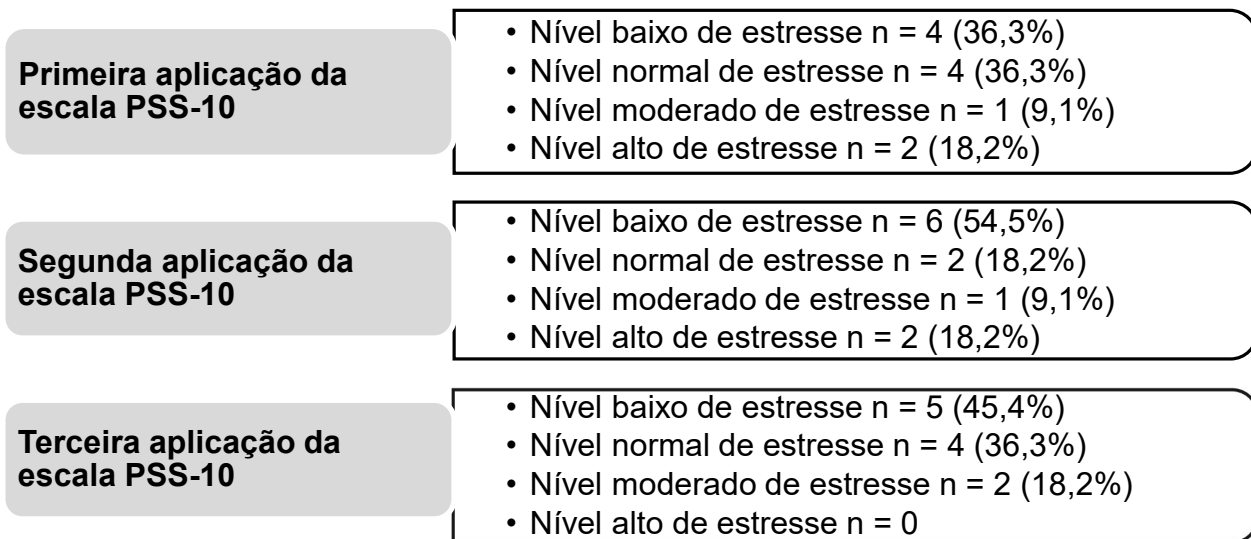 Primeira aplicação da
escala PSS-10
• Nível baixo de estresse n = 4 (36,3%)
• Nível normal de estresse n = 4 (36,3%)
• Nível moderado de estresse n = 1 (9,1%)
• Nível alto de estresse n = 2 (18,2%)
Segunda aplicação da
escala PSS-10
• Nível baixo de estresse n = 6 (54,5%)
• Nível normal de estresse n = 2 (18,2%)
• Nível moderado de estresse n = 1 (9,1%)
• Nível alto de estresse n = 2 (18,2%)
Terceira aplicação da
escala PSS-10
• Nível baixo de estresse n = 5 (45,4%)
• Nível normal de estresse n = 4 (36,3%)
• Nível moderado de estresse n = 2 (18,2%)
• Nível alto de estresse n = 0